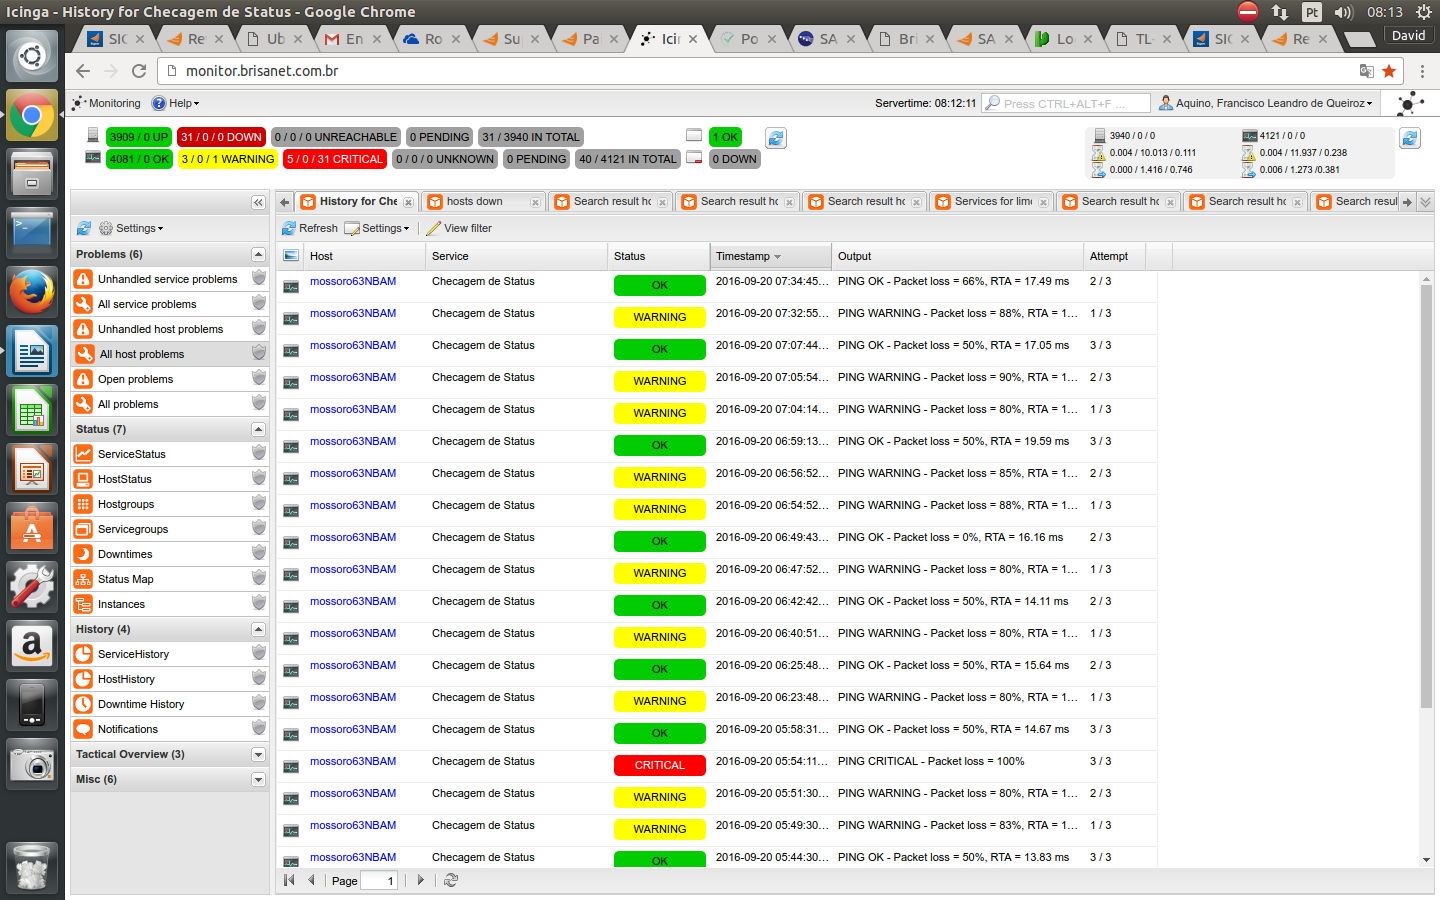 Icinga - History for Checagem de Status - Google Chrome
Pt
08:13
SIC
Re
Ub
En
Ro
Su
Pa
Icin
Po
SA
Bri
SA
Lo
TL-
SIC
Re
David
monitor.brisanet.com.br
Monitoring
Help
Servertime: 08:12:11
Press CTRL+ALT+F ...
Aquino, Francisco Leandro de Queiroz
3909 / 0 UP
31 / 0 / 0 DOWN
0 / 0 / 0 UNREACHABLE
0 PENDING
31 / 3940 IN TOTAL
1 OK
4081 / 0 OK
3 / 0 / 1 WARNING
5 / 0 / 31 CRITICAL
0 / 0 / 0 UNKNOWN
0 PENDING
40 / 4121 IN TOTAL
0 DOWN
3940 / 0 / 0
4121 / 0 / 0
0.004 / 10.013 / 0.111
0.004 / 11.937 / 0.238
0.000 / 1.416 / 0.746
0.006 / 1.273 /0.381
History for Che
hosts down
Search result ho
Search result ho
Search result ho
Services for limo
Search result ho
Search result ho
Search resul
Settings
Refresh
Settings
View filter
Problems (6)
Unhandled service problems
All service problems
Unhandled host problems
All host problems
Open problems
All problems
Status (7)
ServiceStatus
HostStatus
Hostgroups
Servicegroups
Downtimes
Status Map
Instances
History (4)
ServiceHistory
HostHistory
Downtime History
Notifications
Tactical Overview (3)
Misc (6)
Host Service Status Timestamp Output Attempt
mossoro63NBAM Checagem de Status OK 2016-09-20 07:34:45... PING OK - Packet loss = 66%, RTA = 17.49 ms 2 / 3
mossoro63NBAM Checagem de Status WARNING 2016-09-20 07:32:55... PING WARNING - Packet loss = 88%, RTA = 1... 1 / 3
mossoro63NBAM Checagem de Status OK 2016-09-20 07:07:44... PING OK - Packet loss = 50%, RTA = 17.05 ms 3 / 3
mossoro63NBAM Checagem de Status WARNING 2016-09-20 07:05:54... PING WARNING - Packet loss = 90%, RTA = 1... 2 / 3
mossoro63NBAM Checagem de Status WARNING 2016-09-20 07:04:14... PING WARNING - Packet loss = 80%, RTA = 1... 1 / 3
mossoro63NBAM Checagem de Status OK 2016-09-20 06:59:13... PING OK - Packet loss = 50%, RTA = 19.59 ms 3 / 3
mossoro63NBAM Checagem de Status WARNING 2016-09-20 06:56:52... PING WARNING - Packet loss = 85%, RTA = 1... 2 / 3
mossoro63NBAM Checagem de Status WARNING 2016-09-20 06:54:52... PING WARNING - Packet loss = 88%, RTA = 1... 1 / 3
mossoro63NBAM Checagem de Status OK 2016-09-20 06:49:43... PING OK - Packet loss = 0%, RTA = 16.16 ms 2 / 3
mossoro63NBAM Checagem de Status WARNING 2016-09-20 06:47:52... PING WARNING - Packet loss = 80%, RTA = 1... 1 / 3
mossoro63NBAM Checagem de Status OK 2016-09-20 06:42:42... PING OK - Packet loss = 50%, RTA = 14.11 ms 2 / 3
mossoro63NBAM Checagem de Status WARNING 2016-09-20 06:40:51... PING WARNING - Packet loss = 80%, RTA = 1... 1 / 3
mossoro63NBAM Checagem de Status OK 2016-09-20 06:25:48... PING OK - Packet loss = 50%, RTA = 15.64 ms 2 / 3
mossoro63NBAM Checagem de Status WARNING 2016-09-20 06:23:48... PING WARNING - Packet loss = 80%, RTA = 1... 1 / 3
mossoro63NBAM Checagem de Status OK 2016-09-20 05:58:31... PING OK - Packet loss = 50%, RTA = 14.67 ms 3 / 3
mossoro63NBAM Checagem de Status CRITICAL 2016-09-20 05:54:11... PING CRITICAL - Packet loss = 100% 3 / 3
mossoro63NBAM Checagem de Status WARNING 2016-09-20 05:51:30... PING WARNING - Packet loss = 80%, RTA = 1... 2 / 3
mossoro63NBAM Checagem de Status WARNING 2016-09-20 05:49:30... PING WARNING - Packet loss = 83%, RTA = 1... 1 / 3
mossoro63NBAM Checagem de Status OK 2016-09-20 05:44:30... PING OK - Packet loss = 50%, RTA = 13.83 ms 3 / 3
Page 1